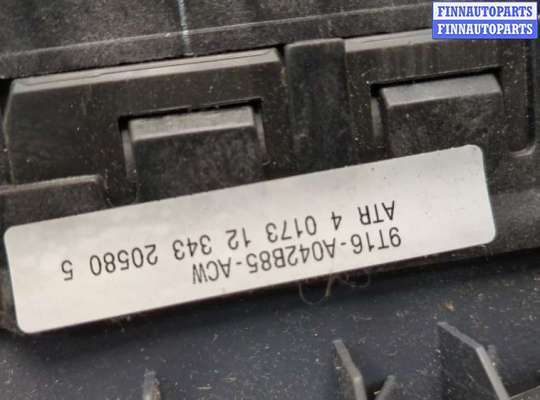 FINNAUTOPARTS
FINNAUTOPARTS
9T16-A042B85-ACW
ATR 4 0173 12 343 20580 5